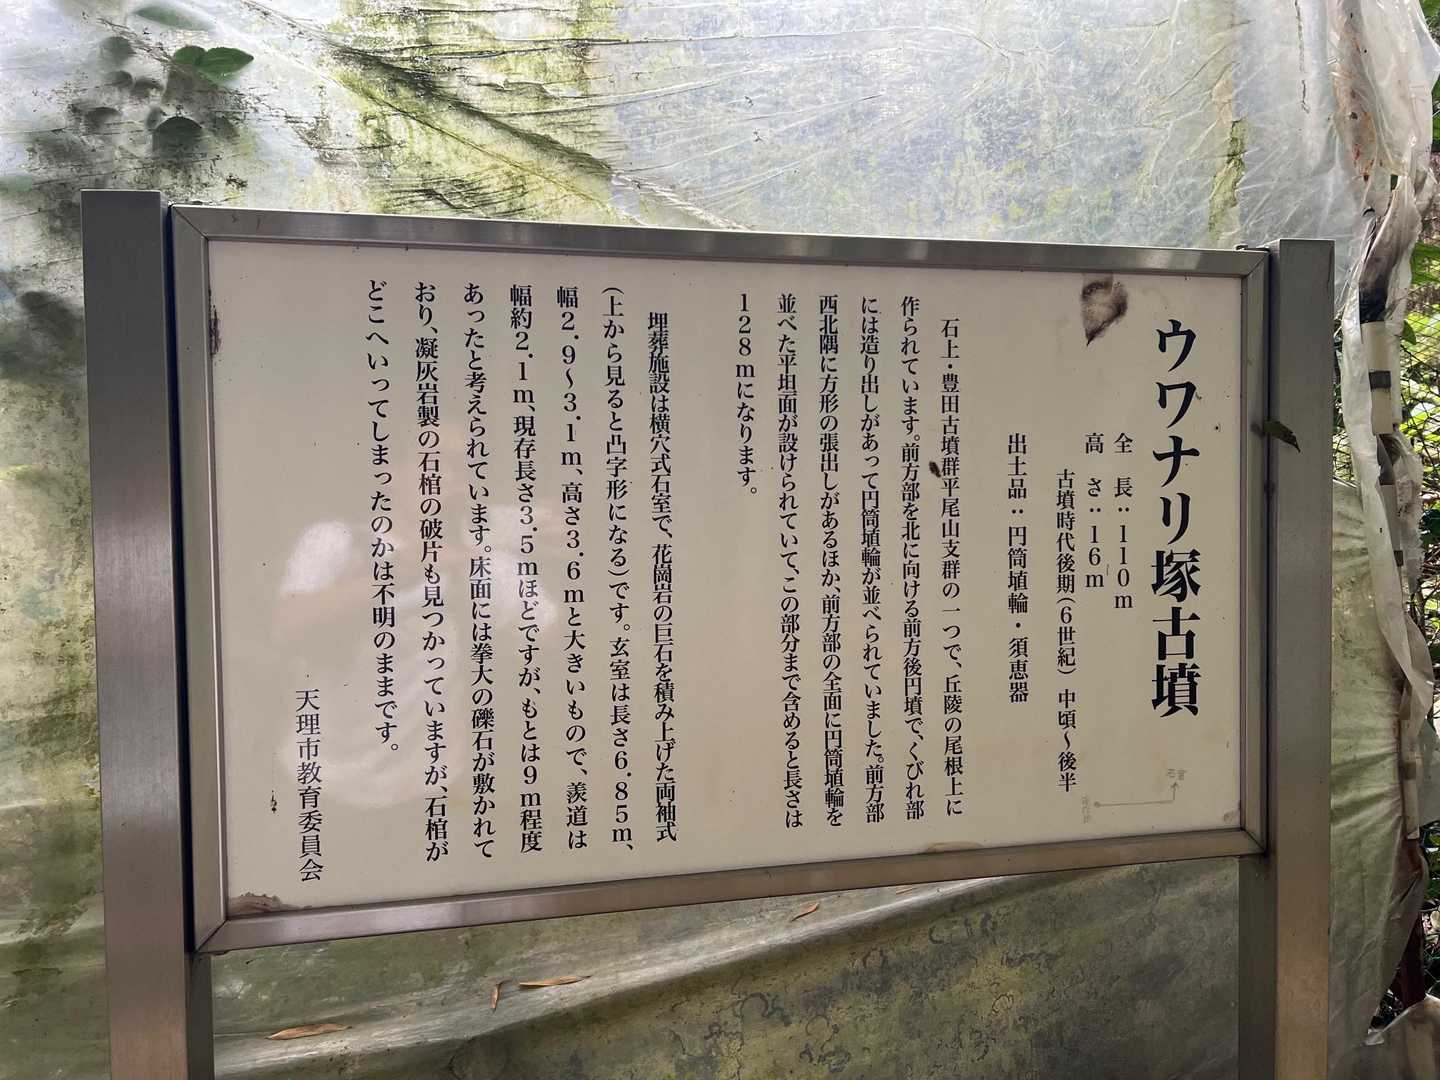 ウワナリ塚古墳
全　長：110m
高　さ：16m
古墳時代後期(6世紀)　中頃～後半
出土品：円筒埴輪・須恵器
石上・豊田古墳群平尾山支群の一つで、丘陵の尾根上に
作られています。前方部を北に向ける前方後円墳で、くびれ部
には造り出しがあって円筒埴輪が並べられていました。前方部
西北隅に方形の張出しがあるほか、前方部の全面に円筒埴輪を
並べた平坦面が設けられていて、この部分まで含めると長さは
128mになります。
埋葬施設は横穴式石室で、花崗岩の巨石を積み上げた両袖式
(上から見ると凸字形になる)です。玄室は長さ6.85m、
幅2.9～3.1m、高さ3.6mと大きいもので、羨道は
幅約2.1m、現存長さ3.5mほどですが、もとは9m程度
あったと考えられています。床面には拳大の礫石が敷かれて
おり、凝灰岩製の石棺の破片も見つかっていますが、石棺が
どこへいってしまったのかは不明のままです。
天理市教育委員会